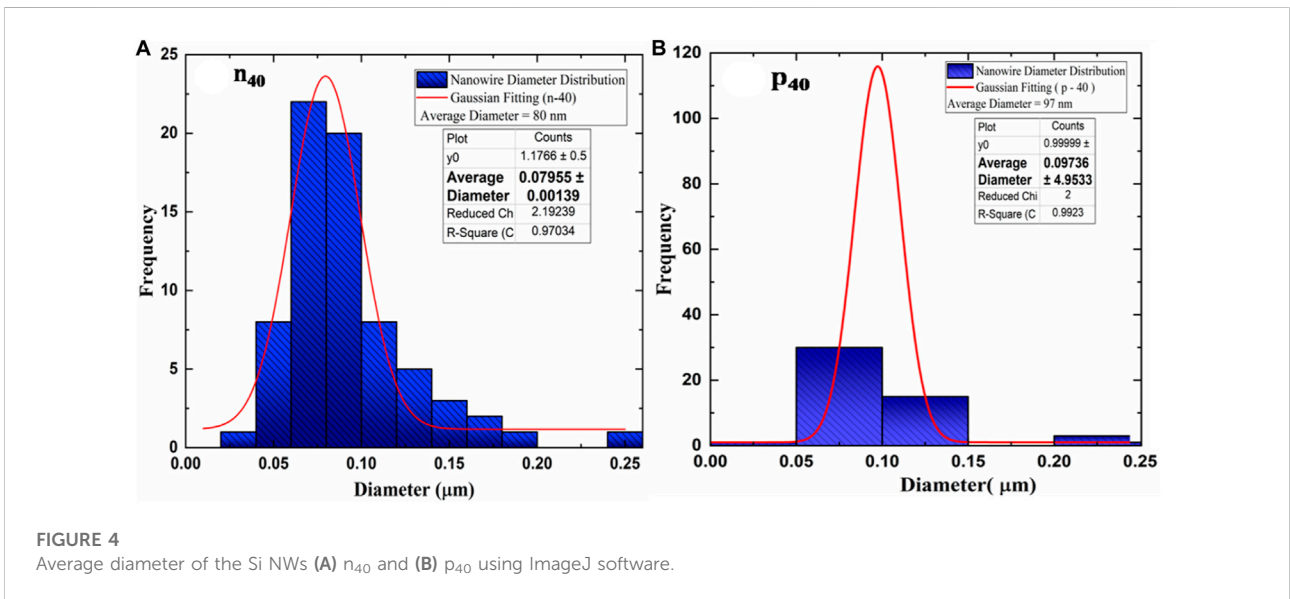 A
n40
25
20
15
10
5
0
Frequency
0.00 0.05 0.10 0.15 0.20 0.25
Diameter (μm)
Nanowire Diameter Distribution
Gaussian Fitting (n-40)
Average Diameter = 80 nm
Plot Counts
y0 1.1766 ± 0.5
Average 0.07955 ±
Diameter 0.00139
Reduced Ch 2.19239
R-Square (C 0.97034
B
p40
120
100
80
60
40
20
0
Frequency
0.00 0.05 0.10 0.15 0.20 0.25
Diameter( μm)
Nanowire Diameter Distribution
Gaussian Fitting ( p - 40 )
Average Diameter = 97 nm
Plot Counts
y0 0.99999 ±
Average 0.09736
Diameter ± 4.9533
Reduced Chi 2
R-Square (C 0.9923
FIGURE 4
Average diameter of the Si NWs (A) n40 and (B) p40 using ImageJ software.